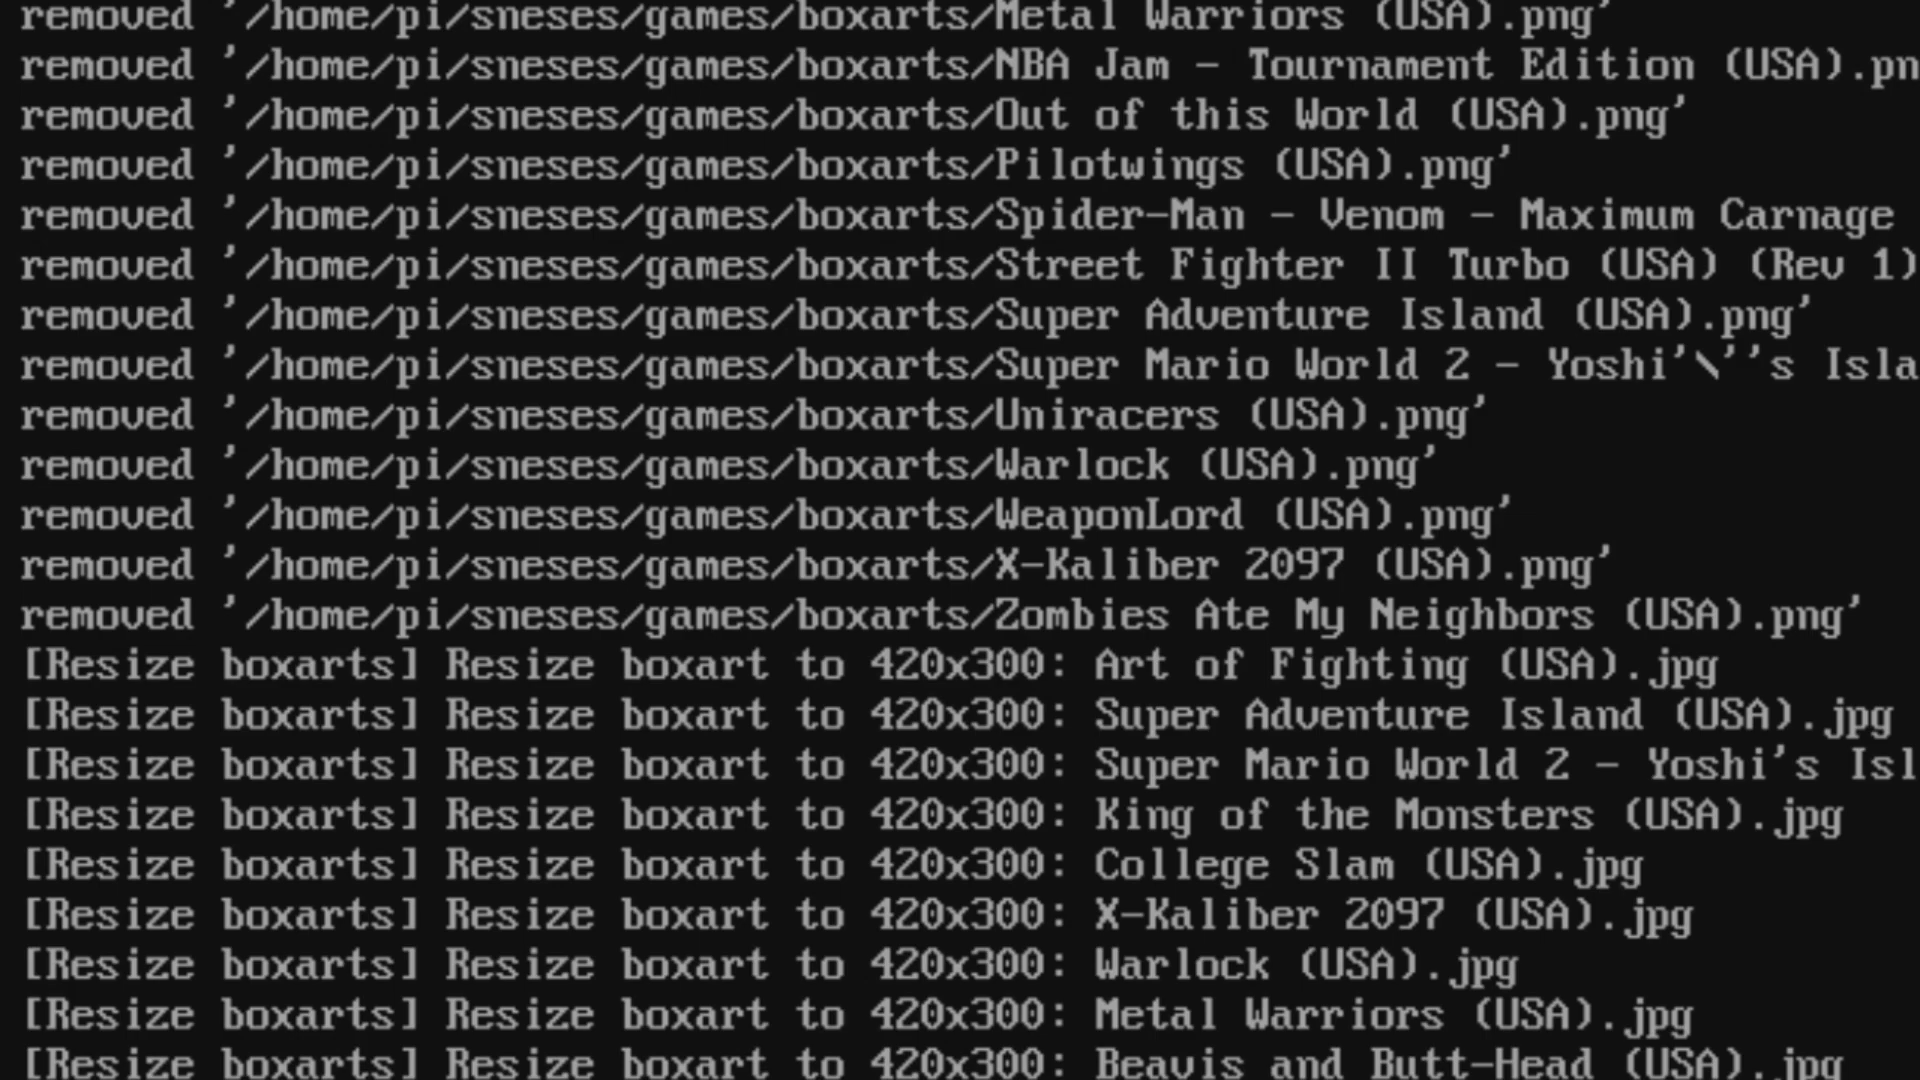 removed '/home/pi/sneses/games/boxarts/Metal Warriors (USA).png'
removed '/home/pi/sneses/games/boxarts/NBA Jam - Tournament Edition (USA).pn
removed '/home/pi/sneses/games/boxarts/Out of this World (USA).png'
removed '/home/pi/sneses/games/boxarts/Pilotwings (USA).png'
removed '/home/pi/sneses/games/boxarts/Spider-Man - Venom - Maximum Carnage
removed '/home/pi/sneses/games/boxarts/Street Fighter II Turbo (USA) (Rev 1)
removed '/home/pi/sneses/games/boxarts/Super Adventure Island (USA).png'
removed '/home/pi/sneses/games/boxarts/Super Mario World 2 - Yoshi'\''s Isla
removed '/home/pi/sneses/games/boxarts/Uniracers (USA).png'
removed '/home/pi/sneses/games/boxarts/Warlock (USA).png'
removed '/home/pi/sneses/games/boxarts/WeaponLord (USA).png'
removed '/home/pi/sneses/games/boxarts/X-Kaliber 2097 (USA).png'
removed '/home/pi/sneses/games/boxarts/Zombies Ate My Neighbors (USA).png'
[Resize boxarts] Resize boxart to 420x300: Art of Fighting (USA).jpg
[Resize boxarts] Resize boxart to 420x300: Super Adventure Island (USA).jpg
[Resize boxarts] Resize boxart to 420x300: Super Mario World 2 - Yoshi's Isl
[Resize boxarts] Resize boxart to 420x300: King of the Monsters (USA).jpg
[Resize boxarts] Resize boxart to 420x300: College Slam (USA).jpg
[Resize boxarts] Resize boxart to 420x300: X-Kaliber 2097 (USA).jpg
[Resize boxarts] Resize boxart to 420x300: Warlock (USA).jpg
[Resize boxarts] Resize boxart to 420x300: Metal Warriors (USA).jpg
[Resize boxarts] Resize boxart to 420x300: Beavis and Butt-Head (USA).jpg